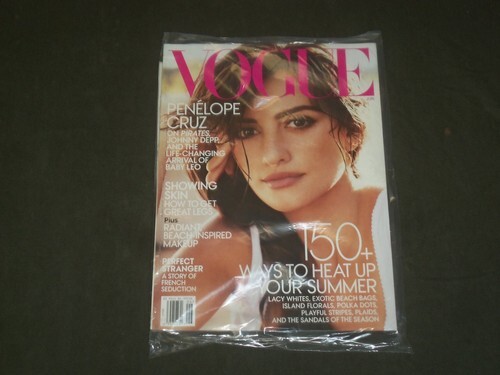 VOGUE
PENÉLOPE
CRUZ
ON PIRATES,
JOHNNY DEPP,
AND THE
LIFE-CHANGING
ARRIVAL OF
BABY LEO
SHOWING
SKIN
HOW TO GET
GREAT LEGS
Plus
RADIANT
BEACH-INSPIRED
MAKEUP
PERFECT
STRANGER
A STORY OF
FRENCH
SEDUCTION
150+
WAYS TO HEAT UP
YOUR SUMMER
LACY WHITES, EXOTIC BEACH BAGS,
ISLAND FLORALS, POLKA DOTS,
PLAYFUL STRIPES, PLAIDS,
AND THE SANDALS OF THE SEASON